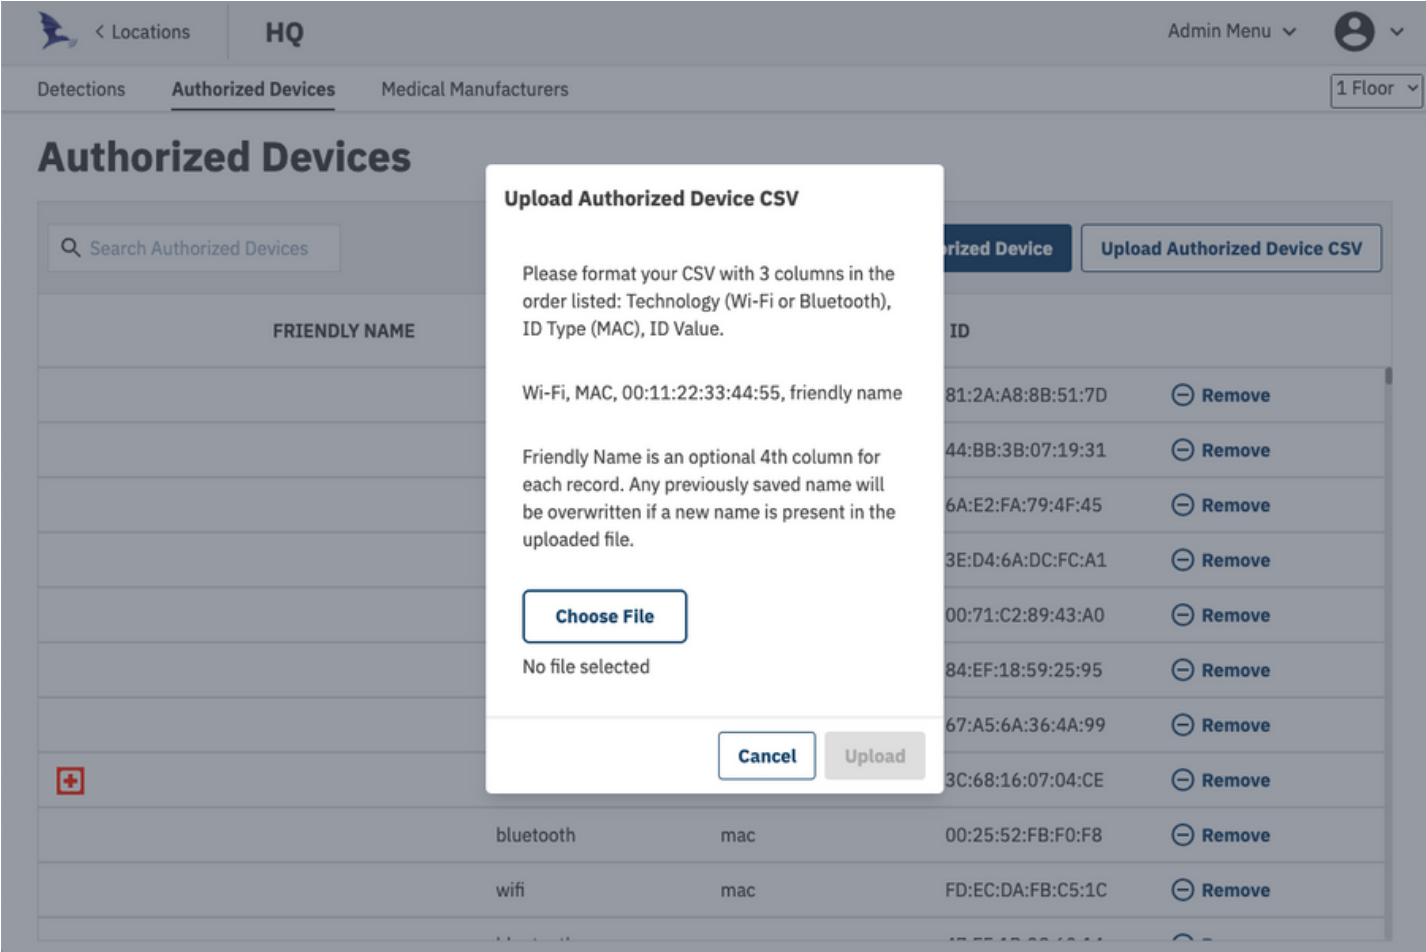 < Locations
HQ
Admin Menu
Detections
Authorized Devices
Medical Manufacturers
1 Floor
Authorized Devices
Search Authorized Devices
rized Device
Upload Authorized Device CSV
FRIENDLY NAME
ID
Upload Authorized Device CSV
Please format your CSV with 3 columns in the
order listed: Technology (Wi-Fi or Bluetooth),
ID Type (MAC), ID Value.
Wi-Fi, MAC, 00:11:22:33:44:55, friendly name
Friendly Name is an optional 4th column for
each record. Any previously saved name will
be overwritten if a new name is present in the
uploaded file.
Choose File
No file selected
Cancel
Upload
81:2A:A8:8B:51:7D Remove
44:BB:3B:07:19:31 Remove
6A:E2:FA:79:4F:45 Remove
3E:D4:6A:DC:FC:A1 Remove
00:71:C2:89:43:A0 Remove
84:EF:18:59:25:95 Remove
67:A5:6A:36:4A:99 Remove
3C:68:16:07:04:CE Remove
bluetooth mac 00:25:52:FB:F0:F8 Remove
wifi mac FD:EC:DA:FB:C5:1C Remove